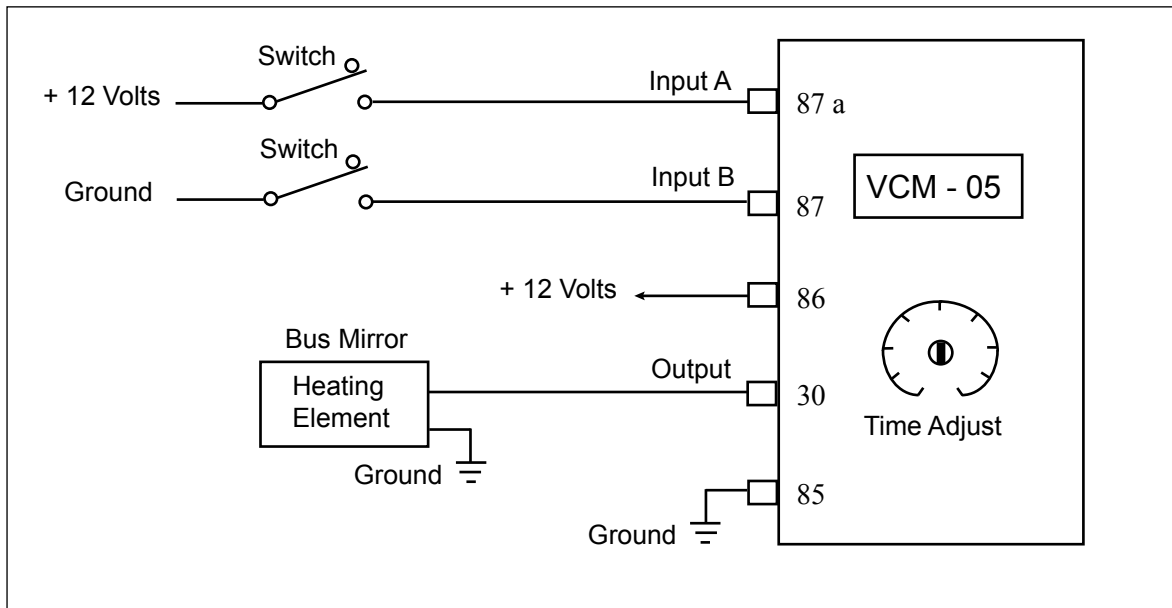 Switch
+ 12 Volts
Input A
87 a
Switch
Ground
Input B
87
VCM - 05
+ 12 Volts
86
Bus Mirror
Heating
Element
Output
30
Time Adjust
Ground
85
Ground